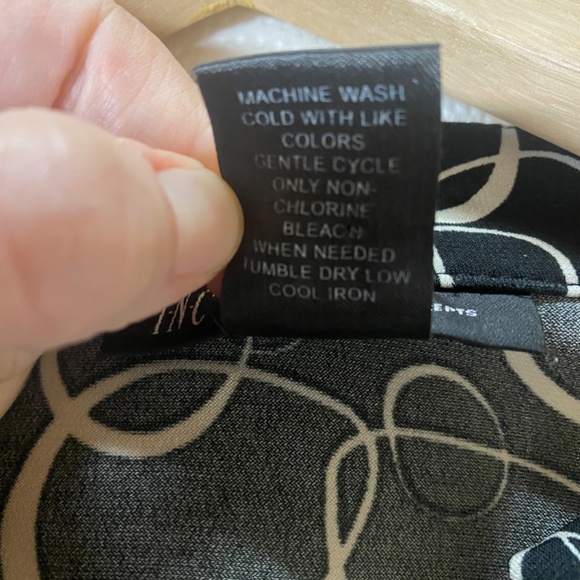 MACHINE WASH
COLD WITH LIKE
COLORS
GENTLE CYCLE
ONLY NON-
CHLORINE
BLEACH
WHEN NEEDED
TUMBLE DRY LOW
COOL IRON
I·N·C
EPTS